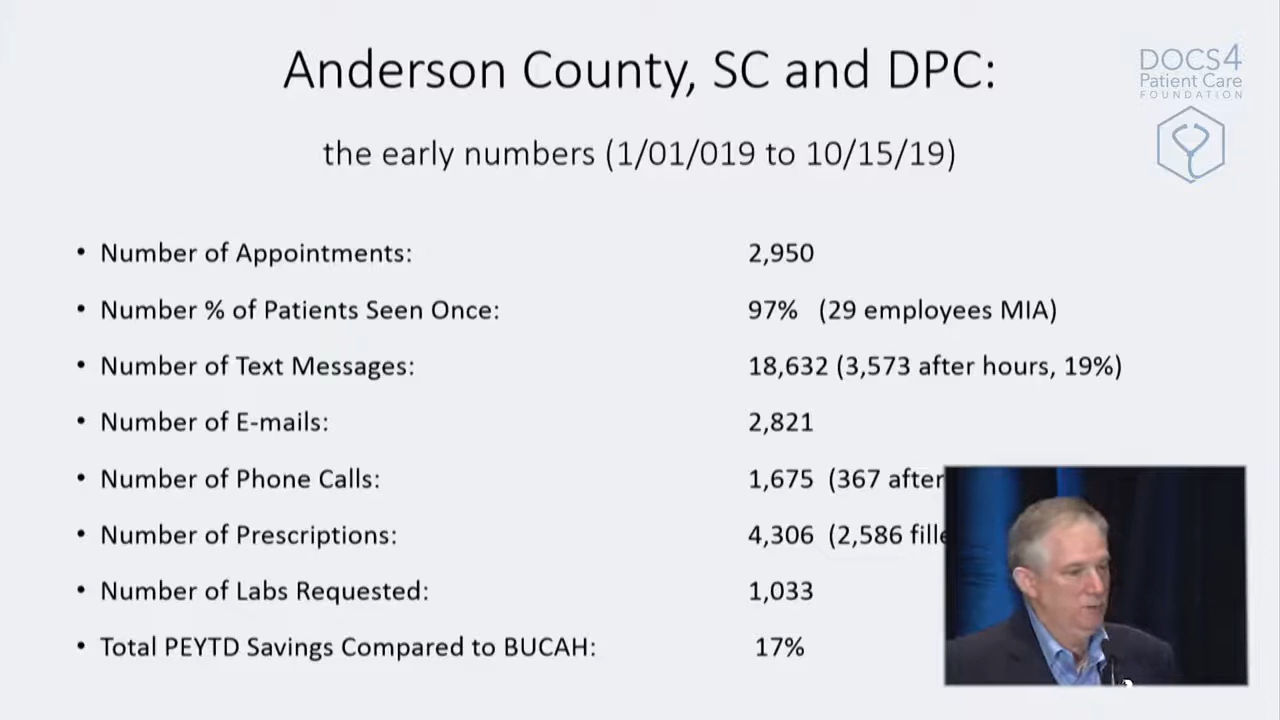 Anderson County, SC and DPC:
DOCS4
Patient Care
FOUNDATION
the early numbers (1/01/019 to 10/15/19)
• Number of Appointments: 2,950
• Number % of Patients Seen Once: 97% (29 employees MIA)
• Number of Text Messages: 18,632 (3,573 after hours, 19%)
• Number of E-mails: 2,821
• Number of Phone Calls: 1,675 (367 after
• Number of Prescriptions: 4,306 (2,586
• Number of Labs Requested: 1,033
• Total PEYTD Savings Compared to BUCAH: 17%